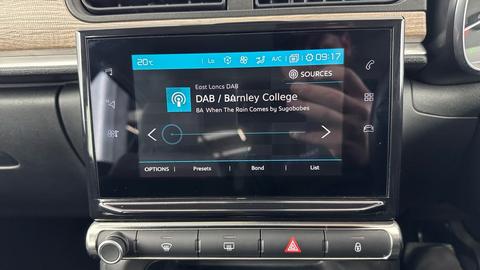 20°C Lo A/C 09:17
SOURCES
East Lancs DAB
DAB / BArnley College
BA When The Rain Comes by Sugababes
OPTIONS Presets Band List